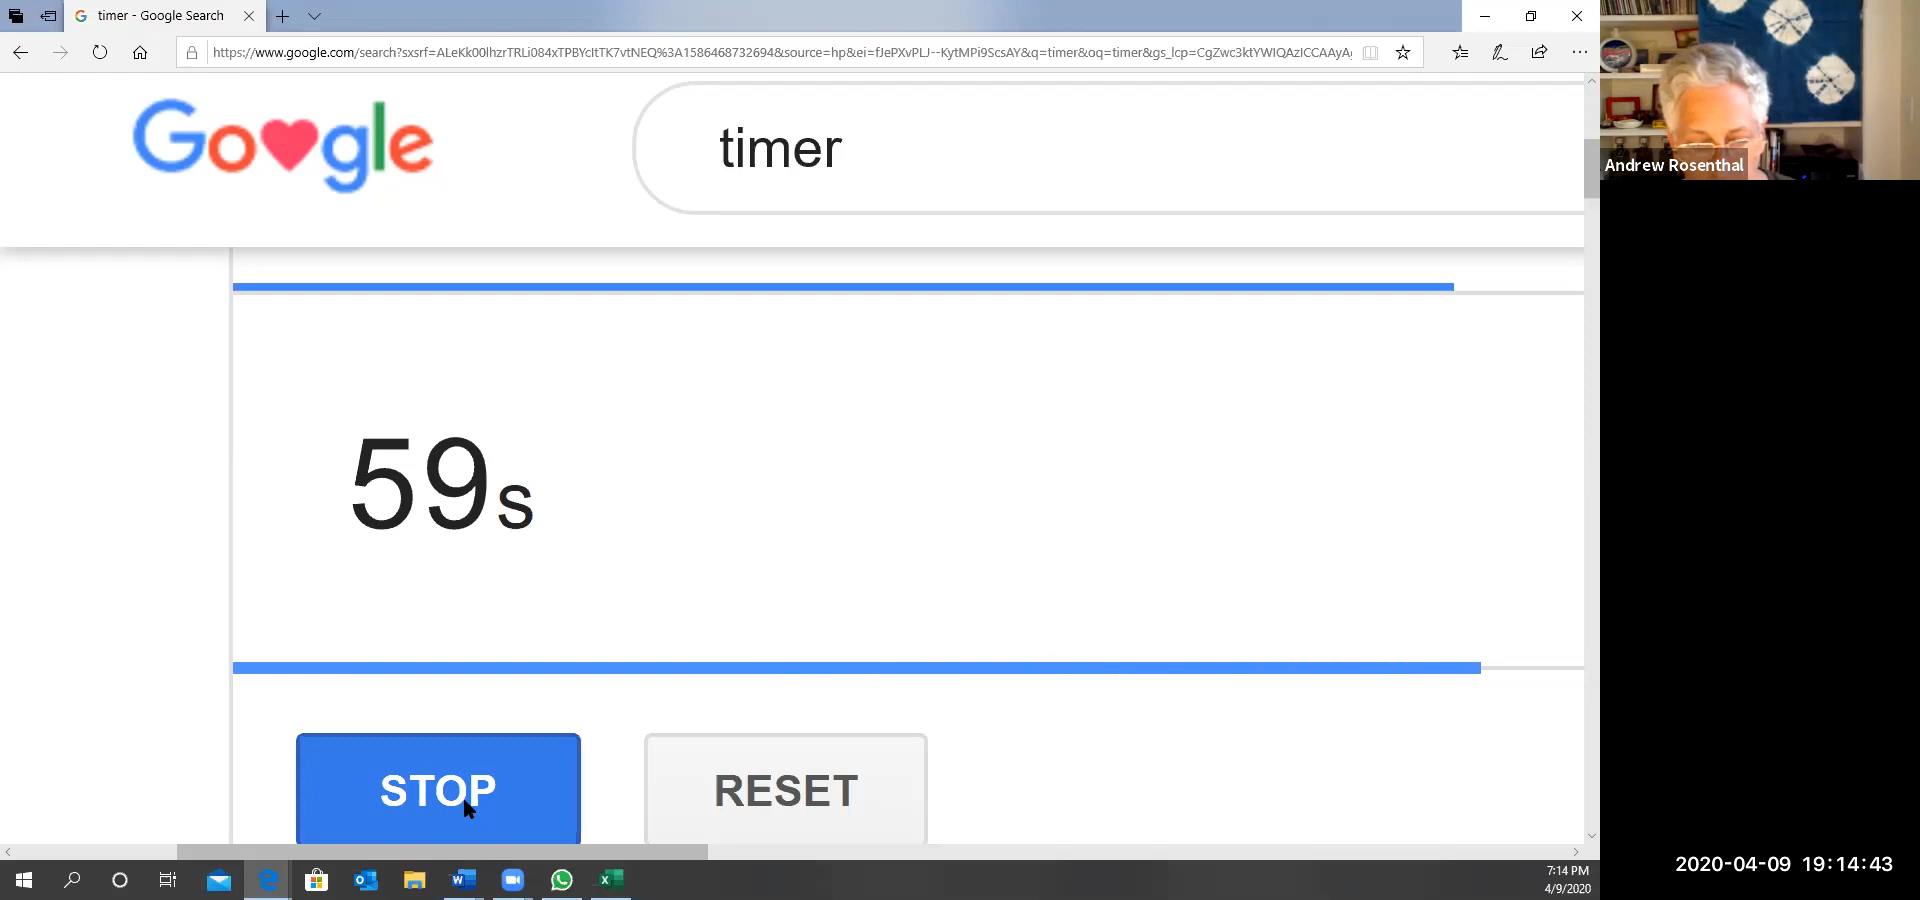 timer - Google Search
https://www.google.com/search?sxsrf=ALeKk00lhzrTRLi084xTPBYcItTK7vtNEQ%3A1586468732694&source=hp&ei=fJePXvPLJ--KytMPi9ScsAY&q=timer&oq=timer&gs_lcp=CgZwc3ktYWIQAzICCAAyA
Google
timer
59s
STOP
RESET
Andrew Rosenthal
7:14 PM
4/9/2020
2020-04-09 19:14:43